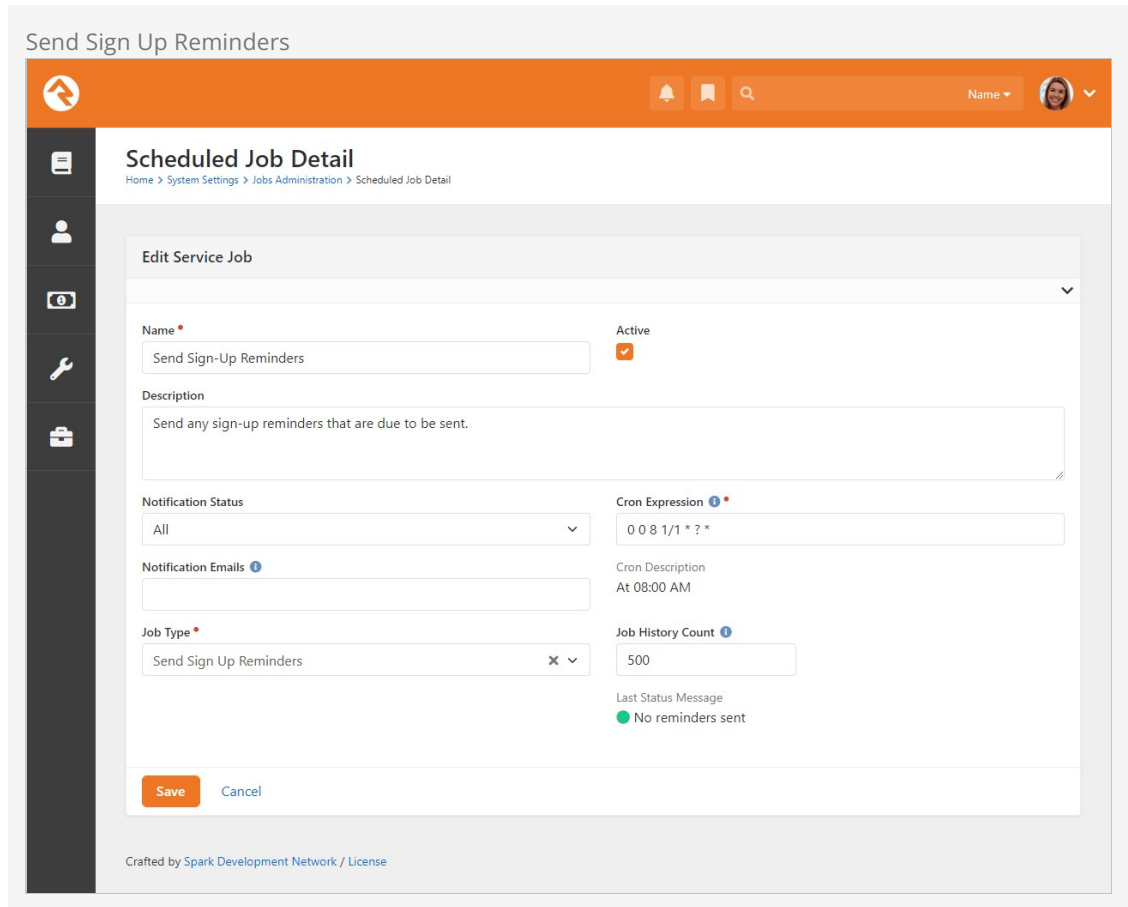 Send Sign Up Reminders
Name
Scheduled Job Detail
Home > System Settings > Jobs Administration > Scheduled Job Detail
Edit Service Job
Name
Active
Send Sign-Up Reminders
Description
Send any sign-up reminders that are due to be sent.
Notification Status
Cron Expression
All
0 0 8 1/1 * ? *
Notification Emails
Cron Description
At 08:00 AM
Job Type
Job History Count
Send Sign Up Reminders
500
Last Status Message
No reminders sent
Save Cancel
Crafted by Spark Development Network / License